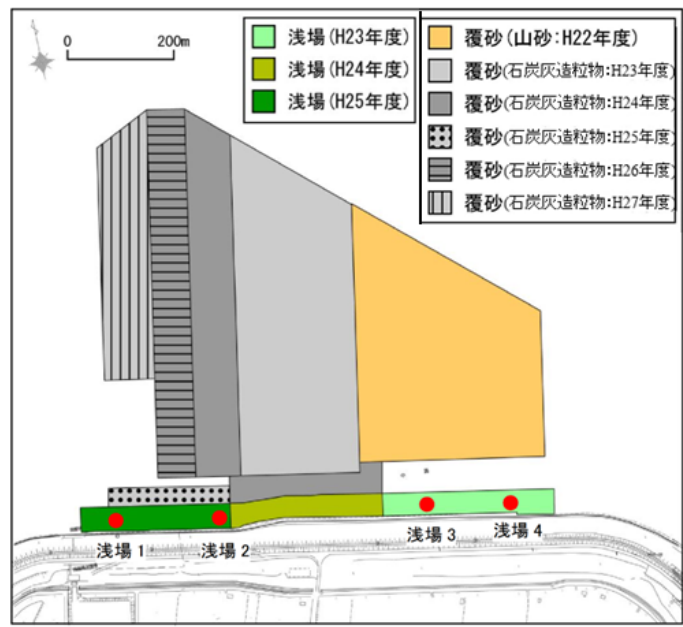 0
200m
浅場(H23年度)
浅場(H24年度)
浅場(H25年度)
覆砂(山砂:H22年度)
覆砂(石炭灰造粒物:H23年度)
覆砂(石炭灰造粒物:H24年度)
覆砂(石炭灰造粒物:H25年度)
覆砂(石炭灰造粒物:H26年度)
覆砂(石炭灰造粒物:H27年度)
浅場1
浅場2
浅場3
浅場4